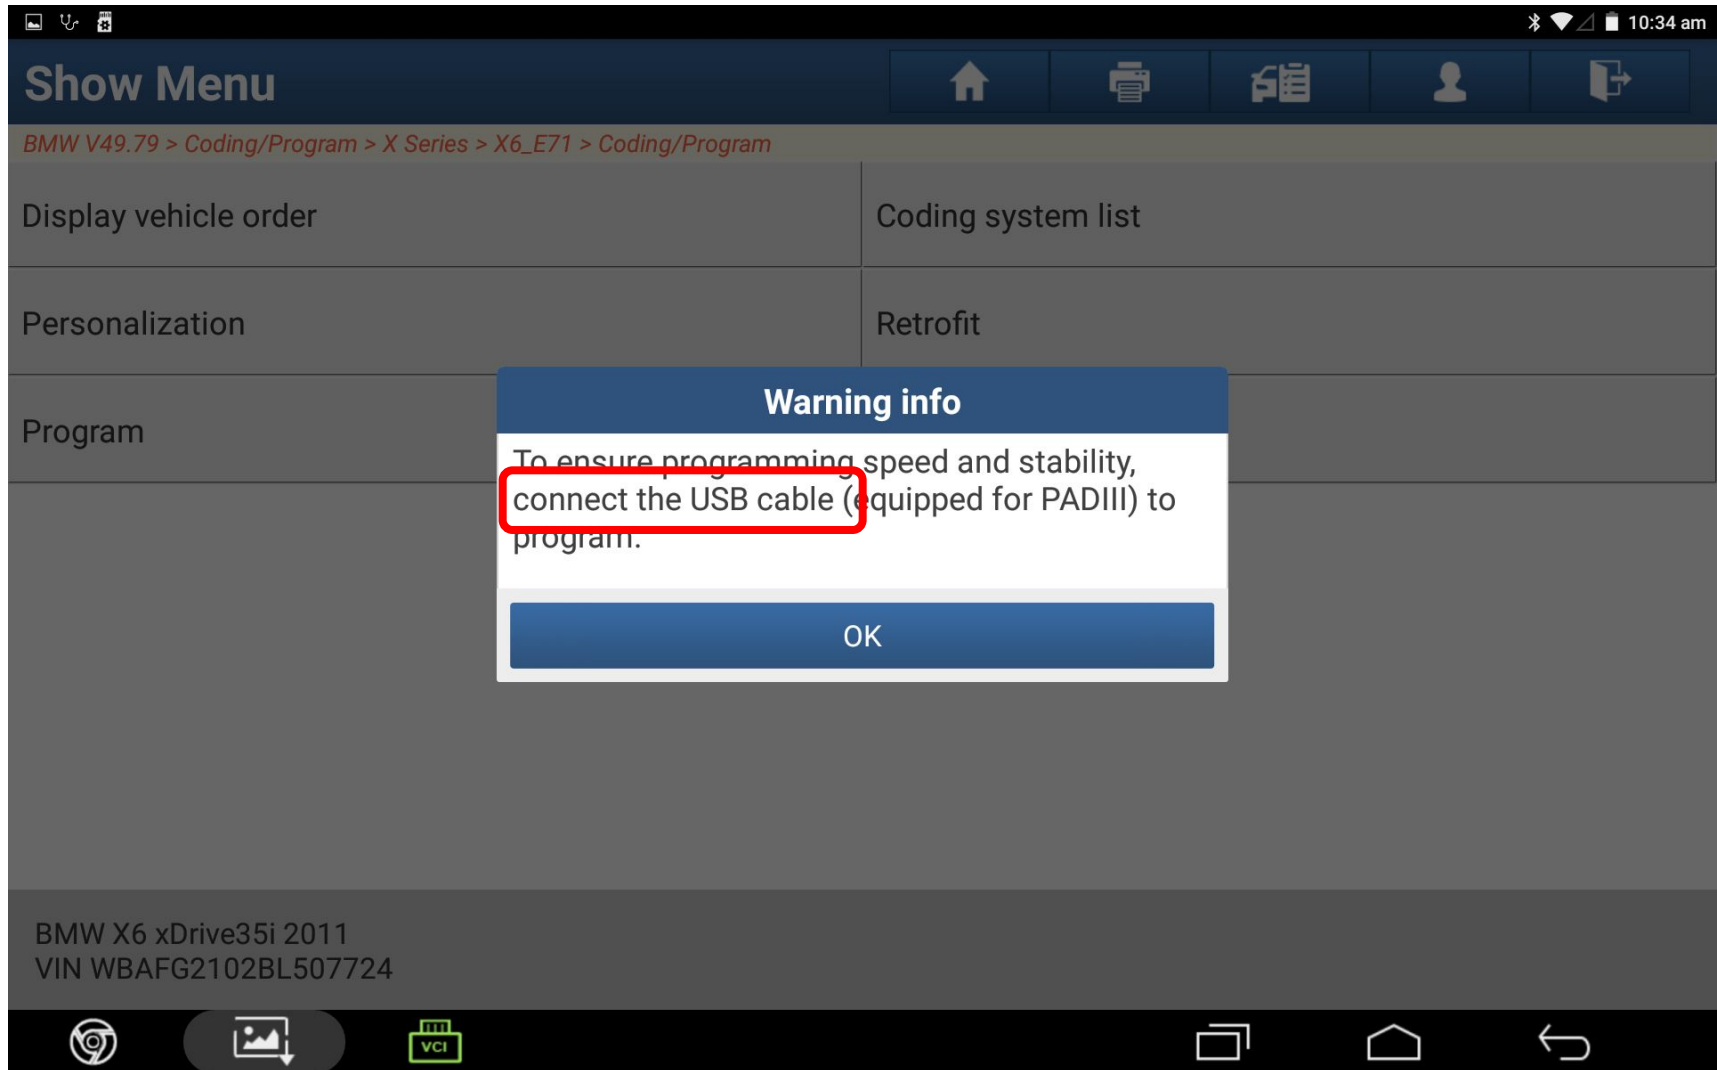 10:34 am
Show Menu
BMW V49.79 > Coding/Program > X Series > X6_E71 > Coding/Program
Display vehicle order
Coding system list
Personalization
Retrofit
Program
Warning info
To ensure programming speed and stability,
connect the USB cable (equipped for PADIII) to
program.
OK
BMW X6 xDrive35i 2011
VIN WBAFG2102BL507724
VCI